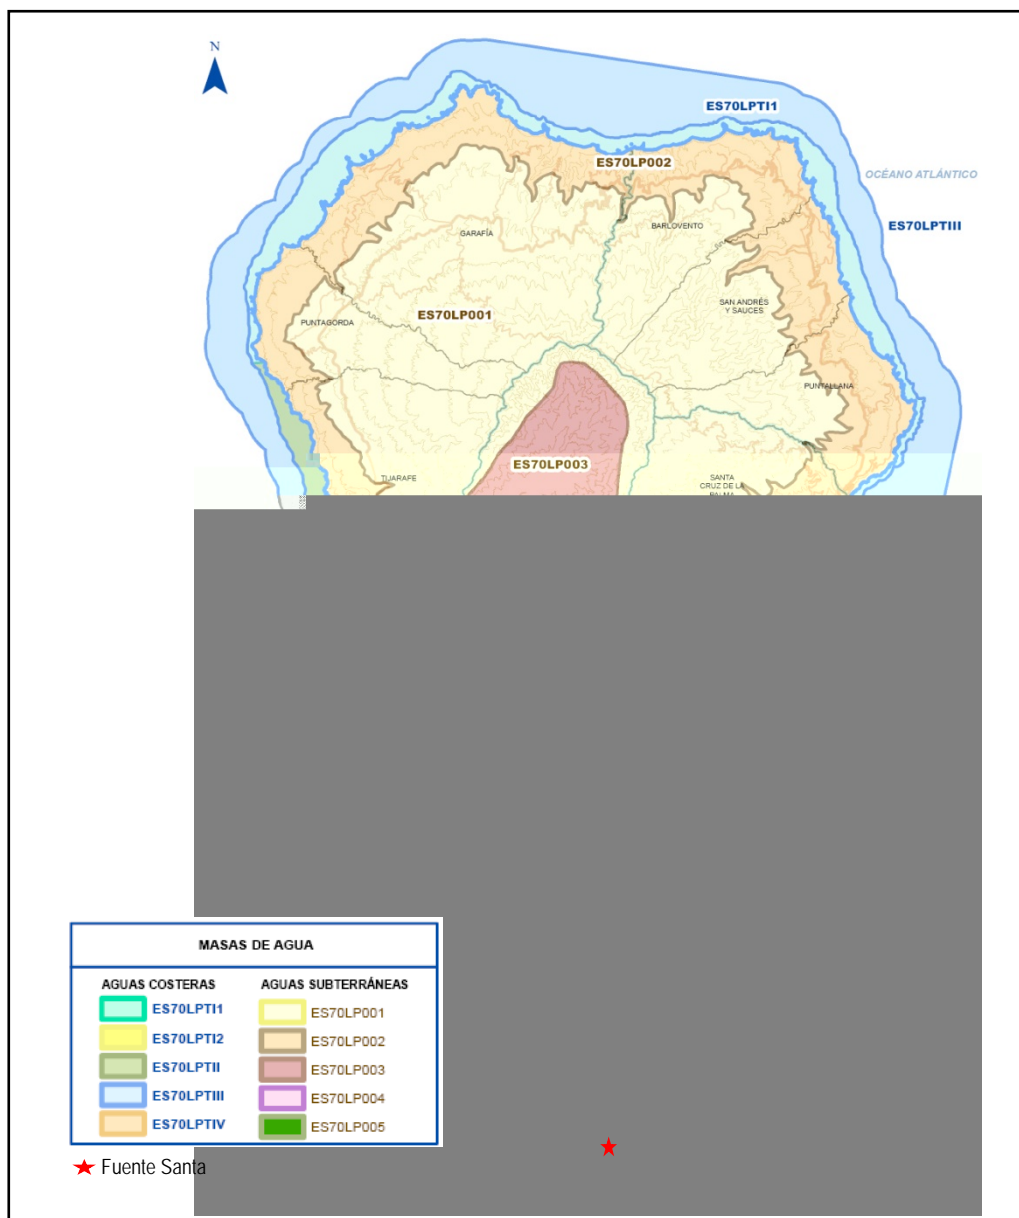 N
ES70LPTI1
ES70LP002
OCÉANO ATLÁNTICO
ES70LPTIII
BARLOVENTO
GARAFÍA
SAN ANDRÉS
Y SAUCES
ES70LP001
PUNTAGORDA
PUNTALLANA
ES70LP003
TIJARAFE
SANTA
CRUZ DE LA
PALMA
MASAS DE AGUA
AGUAS COSTERAS
AGUAS SUBTERRÁNEAS
ES70LPTI1
ES70LP001
ES70LPTI2
ES70LP002
ES70LPTII
ES70LP003
ES70LPTIII
ES70LP004
ES70LPTIV
ES70LP005
Fuente Santa